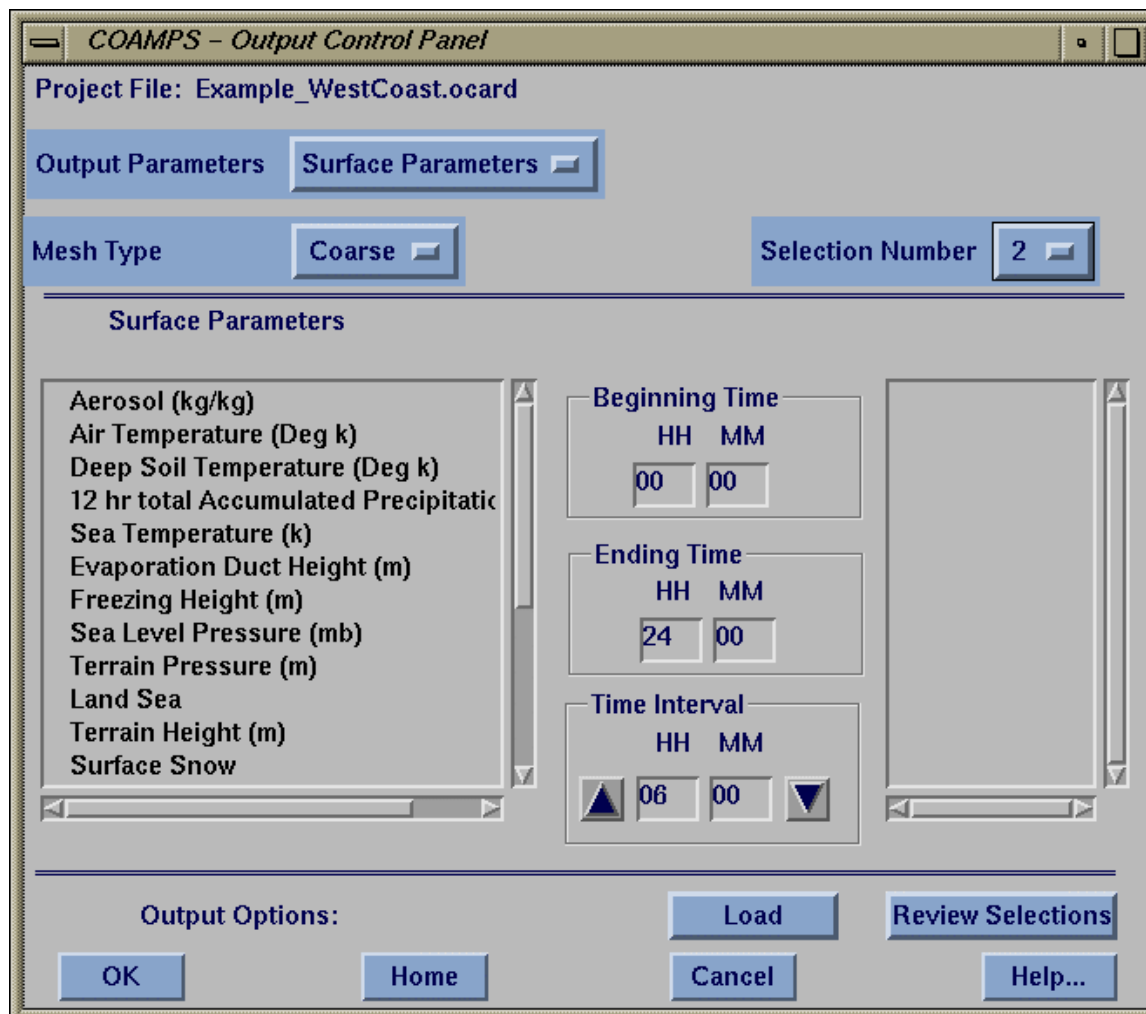 COAMPS – Output Control Panel
Project File: Example_WestCoast.ocard
Output Parameters Surface Parameters
Mesh Type Coarse Selection Number 2
Surface Parameters
Aerosol (kg/kg)
Air Temperature (Deg k)
Deep Soil Temperature (Deg k)
12 hr total Accumulated Precipitatic
Sea Temperature (k)
Evaporation Duct Height (m)
Freezing Height (m)
Sea Level Pressure (mb)
Terrain Pressure (m)
Land Sea
Terrain Height (m)
Surface Snow
Beginning Time
HH MM
00 00
Ending Time
HH MM
24 00
Time Interval
HH MM
06 00
Output Options: Load Review Selections
OK Home Cancel Help...